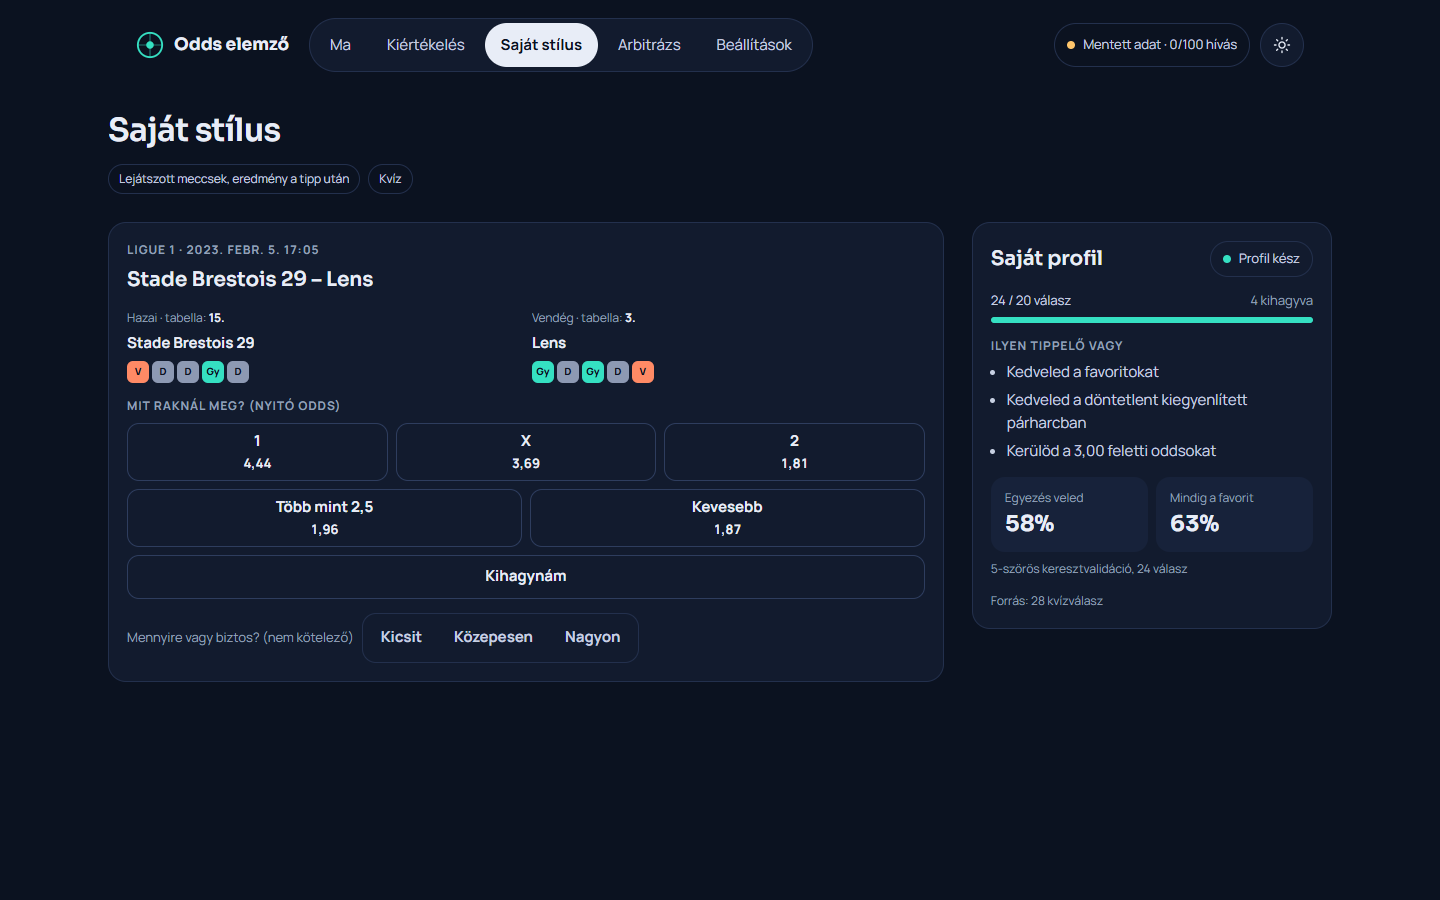 Odds elemző
Ma
Kiértékelés
Saját stílus
Arbitrázs
Beállítások
Mentett adat · 0/100 hívás
Saját stílus
Lejátszott meccsek, eredmény a tipp után
Kvíz
LIGUE 1 · 2023. FEBR. 5. 17:05
Stade Brestois 29 – Lens
Hazai · tabella: 15.
Stade Brestois 29
V D D Gy D
Vendég · tabella: 3.
Lens
Gy D Gy D V
MIT RAKNÁL MEG? (NYITÓ ODDS)
1
4,44
X
3,69
2
1,81
Több mint 2,5
1,96
Kevesebb
1,87
Kihagynám
Mennyire vagy biztos? (nem kötelező)
Kicsit
Közepesen
Nagyon
Saját profil
Profil kész
24 / 20 válasz
4 kihagyva
ILYEN TIPPELŐ VAGY
Kedveled a favoritokat
Kedveled a döntetlent kiegyenlített
párharcban
Kerülöd a 3,00 feletti oddsokat
Egyezés veled
58%
Mindig a favorit
63%
5-szörös keresztvalidáció, 24 válasz
Forrás: 28 kvízválasz